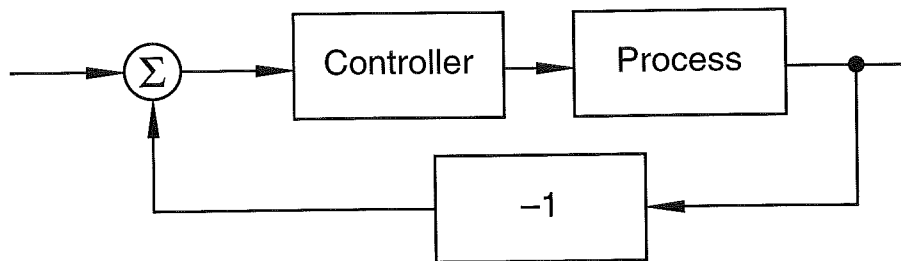 Σ
Controller
Process
−1